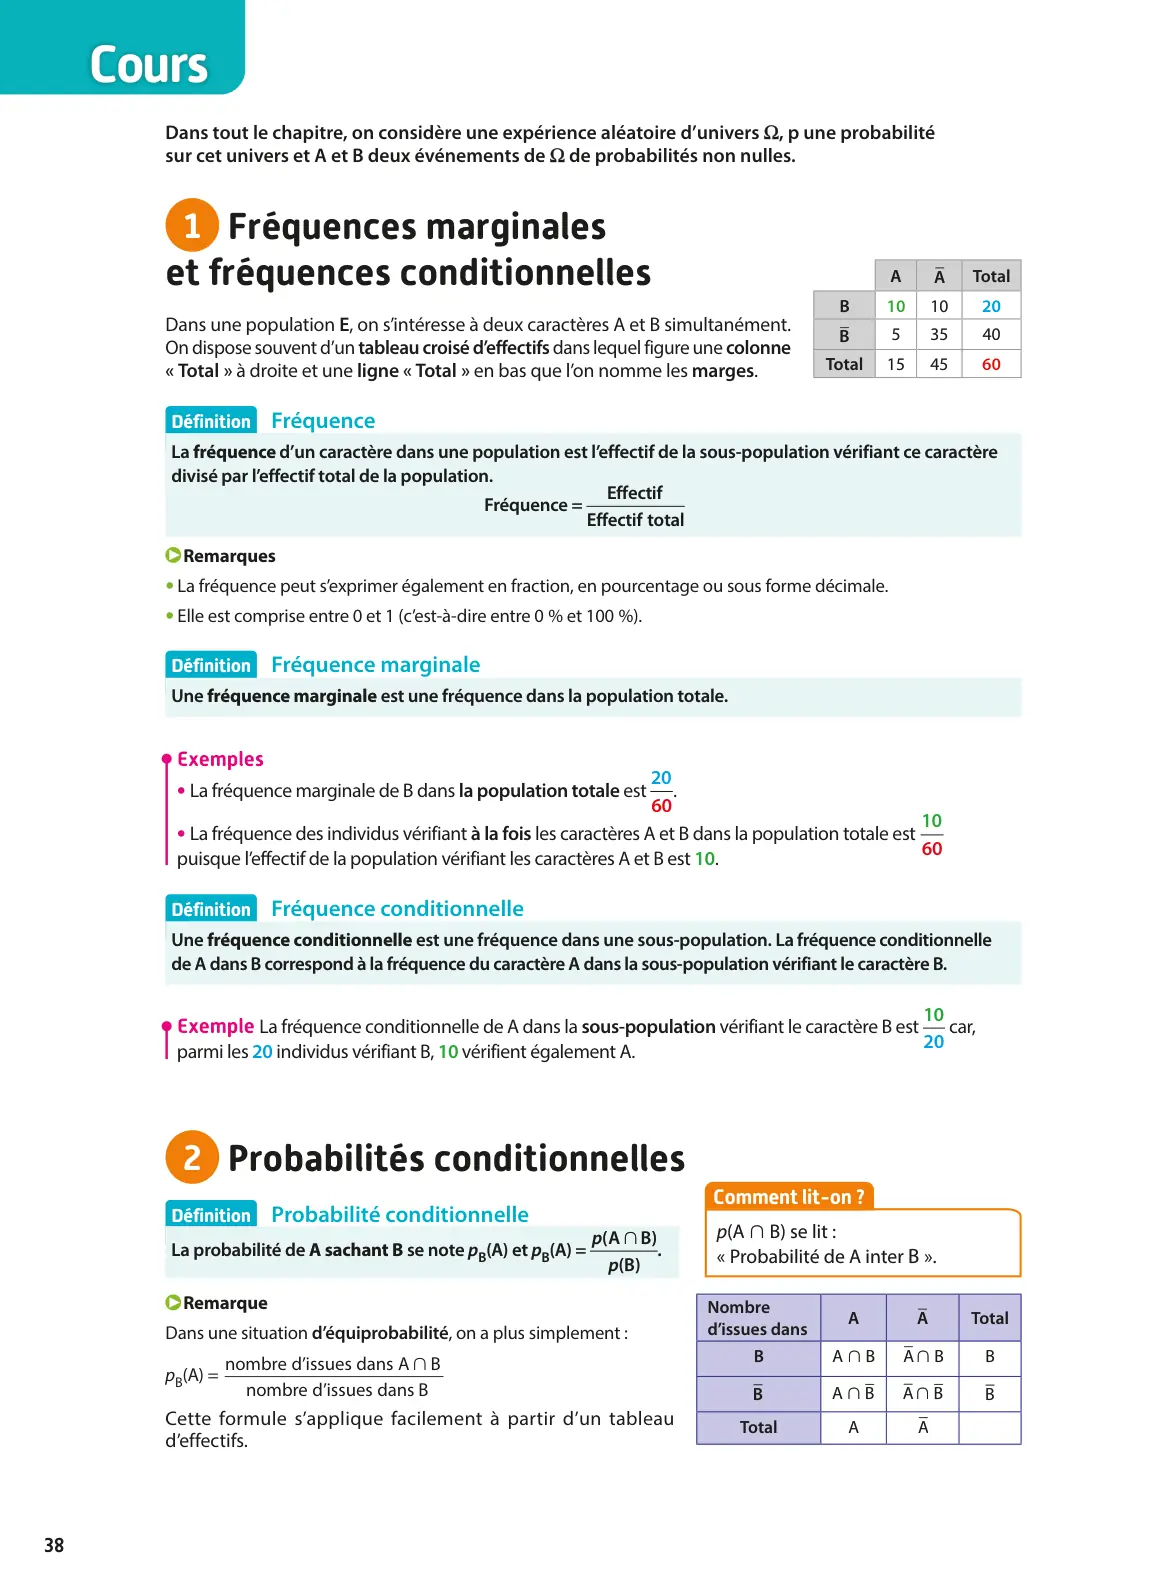 Cours
Dans tout le chapitre, on considère une expérience aléatoire d’univers Ω, p une probabilité
sur cet univers et A et B deux événements de Ω de probabilités non nulles.
1 Fréquences marginales
et fréquences conditionnelles
Dans une population E, on s’intéresse à deux caractères A et B simultanément.
On dispose souvent d’un tableau croisé d’effectifs dans lequel figure une colonne
« Total » à droite et une ligne « Total » en bas que l’on nomme les marges.
A A̅ Total
B 10 10 20
B̅ 5 35 40
Total 15 45 60
Définition Fréquence
La fréquence d’un caractère dans une population est l’effectif de la sous-population vérifiant ce caractère
divisé par l’effectif total de la population.
Fréquence = Effectif / Effectif total
Remarques
• La fréquence peut s’exprimer également en fraction, en pourcentage ou sous forme décimale.
• Elle est comprise entre 0 et 1 (c’est-à-dire entre 0 % et 100 %).
Définition Fréquence marginale
Une fréquence marginale est une fréquence dans la population totale.
Exemples
• La fréquence marginale de B dans la population totale est 20/60.
• La fréquence des individus vérifiant à la fois les caractères A et B dans la population totale est 10/60
puisque l’effectif de la population vérifiant les caractères A et B est 10.
Définition Fréquence conditionnelle
Une fréquence conditionnelle est une fréquence dans une sous-population. La fréquence conditionnelle
de A dans B correspond à la fréquence du caractère A dans la sous-population vérifiant le caractère B.
Exemple La fréquence conditionnelle de A dans la sous-population vérifiant le caractère B est 10/20 car,
parmi les 20 individus vérifiant B, 10 vérifient également A.
2 Probabilités conditionnelles
Définition Probabilité conditionnelle
La probabilité de A sachant B se note p_B(A) et p_B(A) = p(A ∩ B) / p(B).
Comment lit-on ?
p(A ∩ B) se lit :
« Probabilité de A inter B ».
Remarque
Dans une situation d’équiprobabilité, on a plus simplement :
p_B(A) = nombre d’issues dans A ∩ B / nombre d’issues dans B
Cette formule s’applique facilement à partir d’un tableau
d’effectifs.
Nombre
d’issues dans A A̅ Total
B A ∩ B A̅ ∩ B B
B̅ A ∩ B̅ A̅ ∩ B̅ B̅
Total A A̅
38